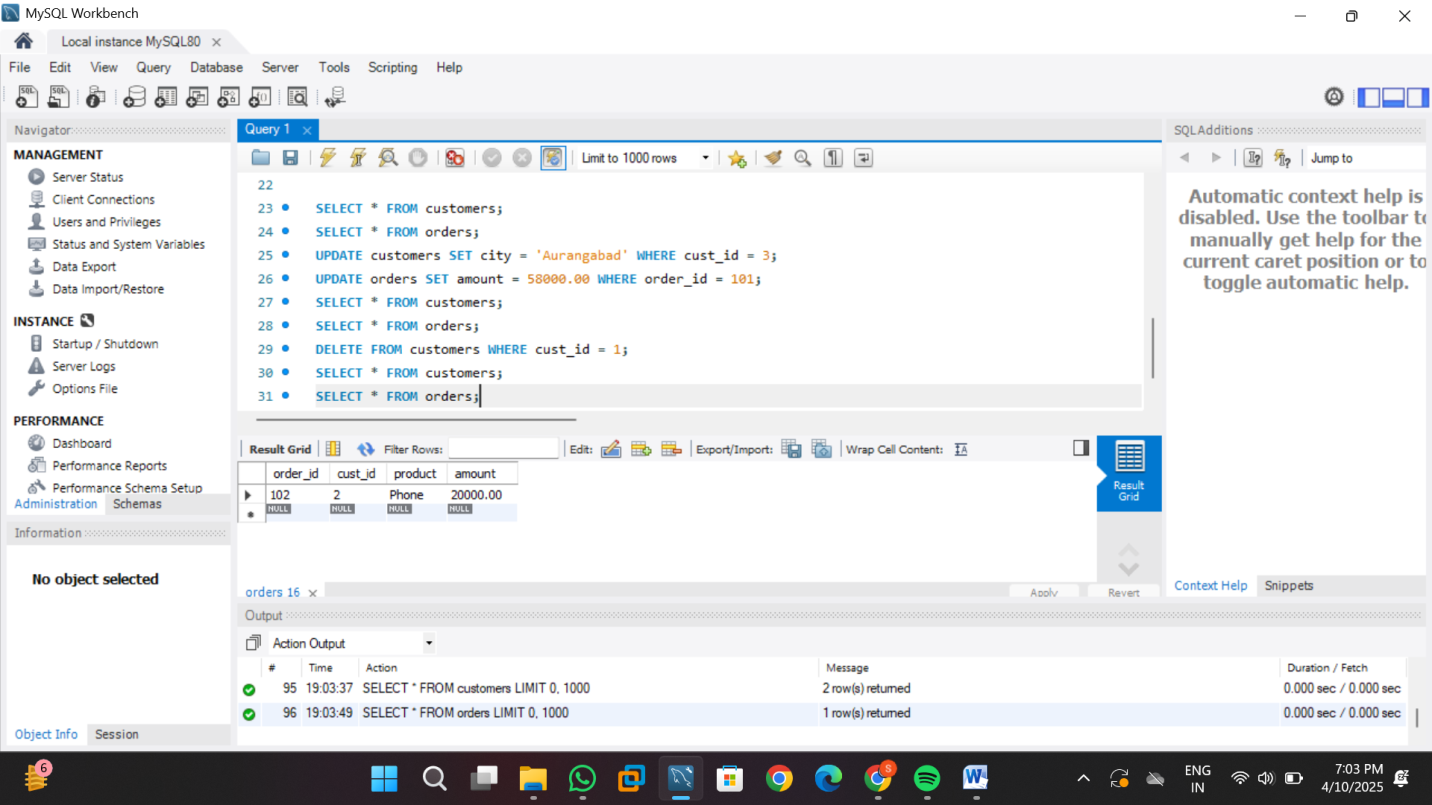 MySQL Workbench
Local instance MySQL80
File Edit View Query Database Server Tools Scripting Help
Navigator
MANAGEMENT
Server Status
Client Connections
Users and Privileges
Status and System Variables
Data Export
Data Import/Restore
INSTANCE
Startup / Shutdown
Server Logs
Options File
PERFORMANCE
Dashboard
Performance Reports
Performance Schema Setup
Administration Schemas
Information
No object selected
Object Info Session
Query 1
Limit to 1000 rows
22
23 SELECT * FROM customers;
24 SELECT * FROM orders;
25 UPDATE customers SET city = 'Aurangabad' WHERE cust_id = 3;
26 UPDATE orders SET amount = 58000.00 WHERE order_id = 101;
27 SELECT * FROM customers;
28 SELECT * FROM orders;
29 DELETE FROM customers WHERE cust_id = 1;
30 SELECT * FROM customers;
31 SELECT * FROM orders;
Result Grid Filter Rows: Edit: Export/Import: Wrap Cell Content:
order_id cust_id product amount
102 2 Phone 20000.00
NULL NULL NULL NULL
Result
Grid
orders 16
Apply Revert
Output
Action Output
# Time Action Message Duration / Fetch
95 19:03:37 SELECT * FROM customers LIMIT 0, 1000 2 row(s) returned 0.000 sec / 0.000 sec
96 19:03:49 SELECT * FROM orders LIMIT 0, 1000 1 row(s) returned 0.000 sec / 0.000 sec
SQLAdditions
Jump to
Automatic context help is
disabled. Use the toolbar to
manually get help for the
current caret position or to
toggle automatic help.
Context Help Snippets
6
S
ENG
IN
7:03 PM
4/10/2025